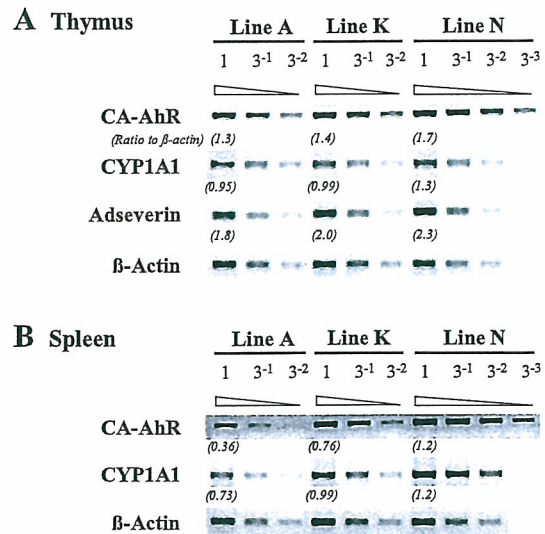 A Thymus
Line A Line K Line N
1 3-1 3-2 1 3-1 3-2 1 3-1 3-2 3-3
CA-AhR
(Ratio to β-actin) (1.3) (1.4) (1.7)
CYP1A1
(0.95) (0.99) (1.3)
Adseverin
(1.8) (2.0) (2.3)
ß-Actin
B Spleen
Line A Line K Line N
1 3-1 3-2 1 3-1 3-2 1 3-1 3-2 3-3
CA-AhR
(0.36) (0.76) (1.2)
CYP1A1
(0.73) (0.99) (1.2)
ß-Actin